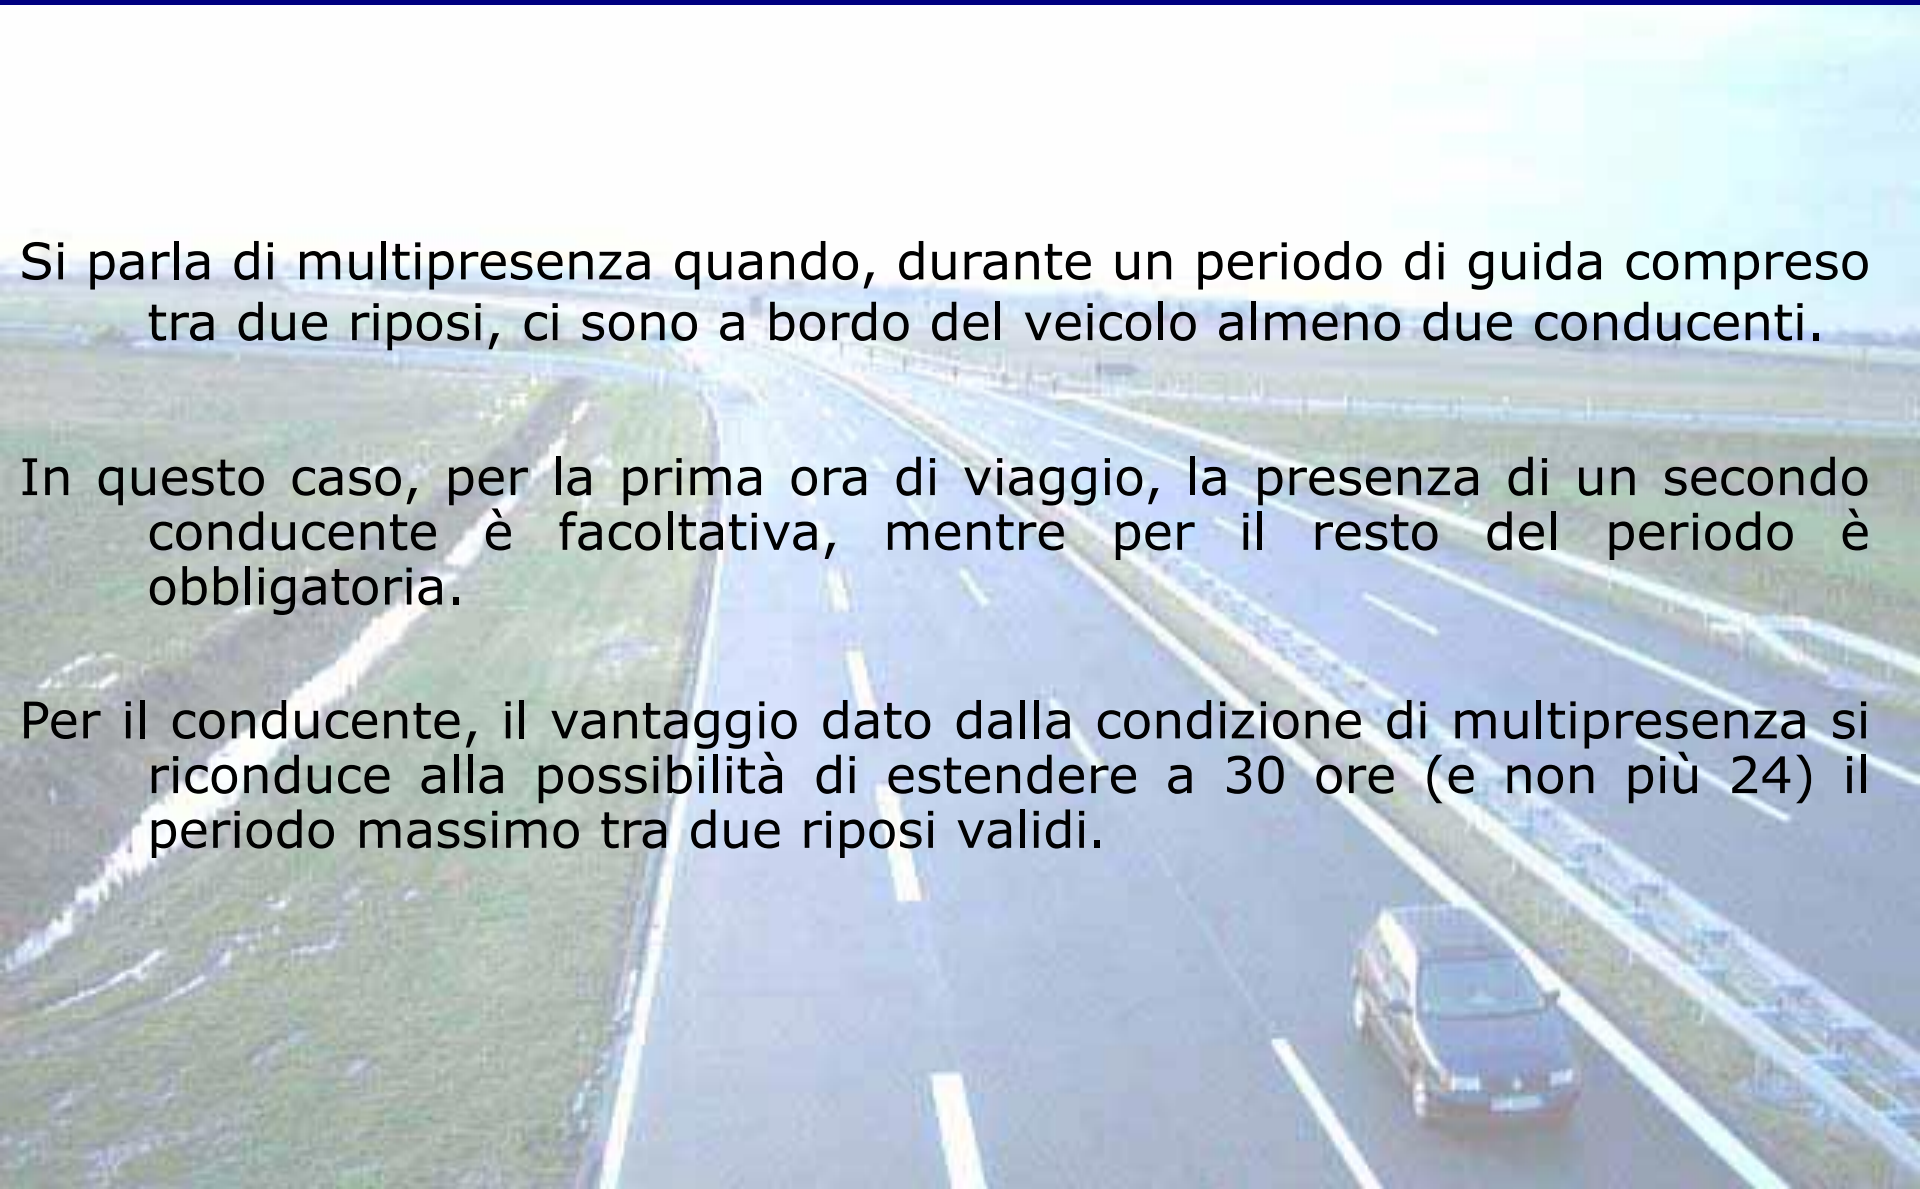 Si parla di multipresenza quando, durante un periodo di guida compreso
tra due riposi, ci sono a bordo del veicolo almeno due conducenti.
In questo caso, per la prima ora di viaggio, la presenza di un secondo
conducente è facoltativa, mentre per il resto del periodo è
obbligatoria.
Per il conducente, il vantaggio dato dalla condizione di multipresenza si
riconduce alla possibilità di estendere a 30 ore (e non più 24) il
periodo massimo tra due riposi validi.